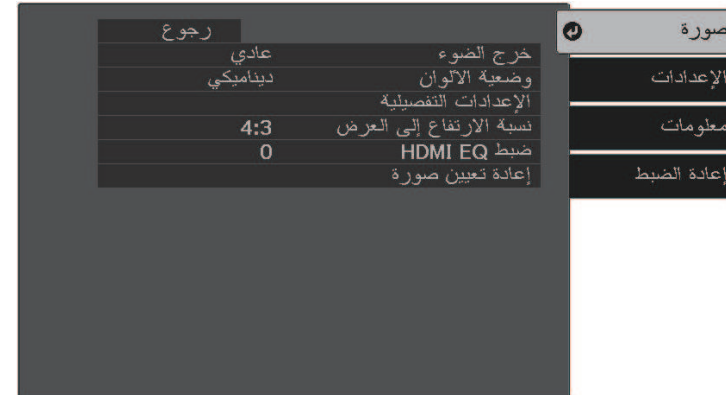 صورة
الإعدادات
معلومات
إعادة الضبط
رجوع
خرج الضوء عادي
وضعية الألوان ديناميكي
الإعدادات التفصيلية
نسبة الارتفاع إلى العرض 4:3
ضبط HDMI EQ 0
إعادة تعيين صورة